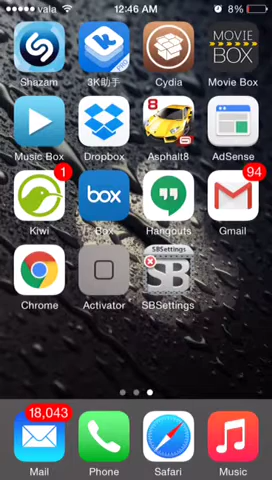 vala 12:46 AM 8%
MOVIE
BOX
PRO
Shazam 3K助手 Cydia Movie Box
8
Music Box Dropbox Asphalt8 AdSense
1 94
box
Kiwi Box Hangouts Gmail
SBSettings
SB
Chrome Activator SBSettings
18,043
Mail Phone Safari Music